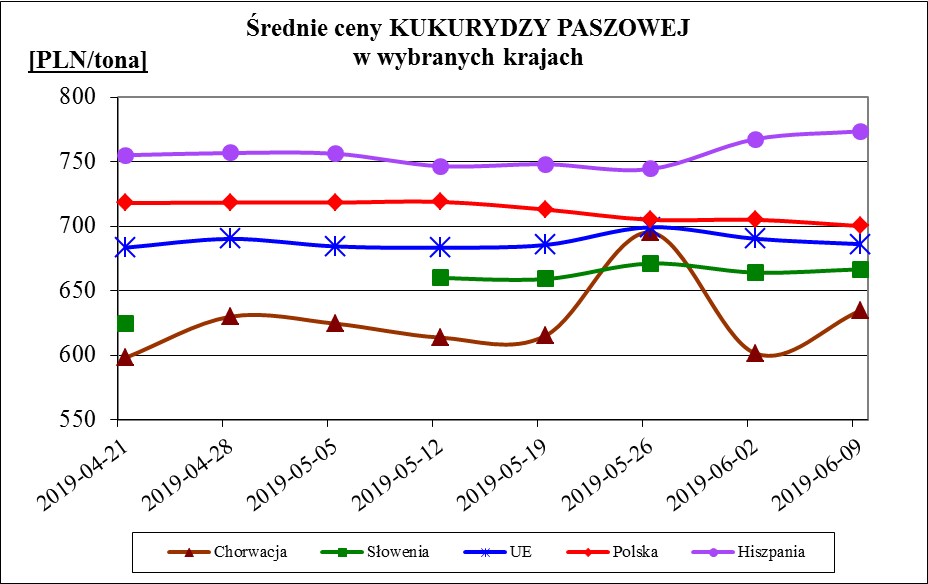 Średnie ceny KUKURYDZY PASZOWEJ
w wybranych krajach
[PLN/tona]
800
750
700
650
600
550
2019-04-21
2019-04-28
2019-05-05
2019-05-12
2019-05-19
2019-05-26
2019-06-02
2019-06-09
Chorwacja
Słowenia
UE
Polska
Hiszpania